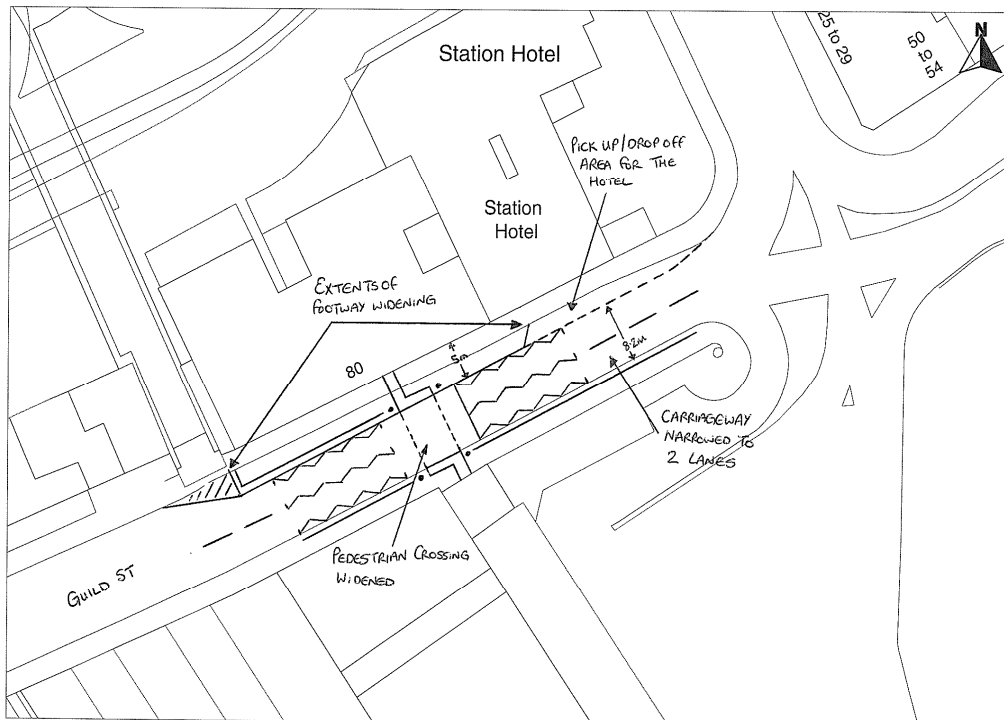 Station Hotel
25 to 29
50
to
54
N
PICK UP/DROP OFF
AREA FOR THE
HOTEL
Station
Hotel
EXTENTS OF
FOOTWAY WIDENING
80
5m
8.2m
CARRIAGEWAY
NARROWED TO
2 LANES
PEDESTRIAN CROSSING
WIDENED
GUILD ST